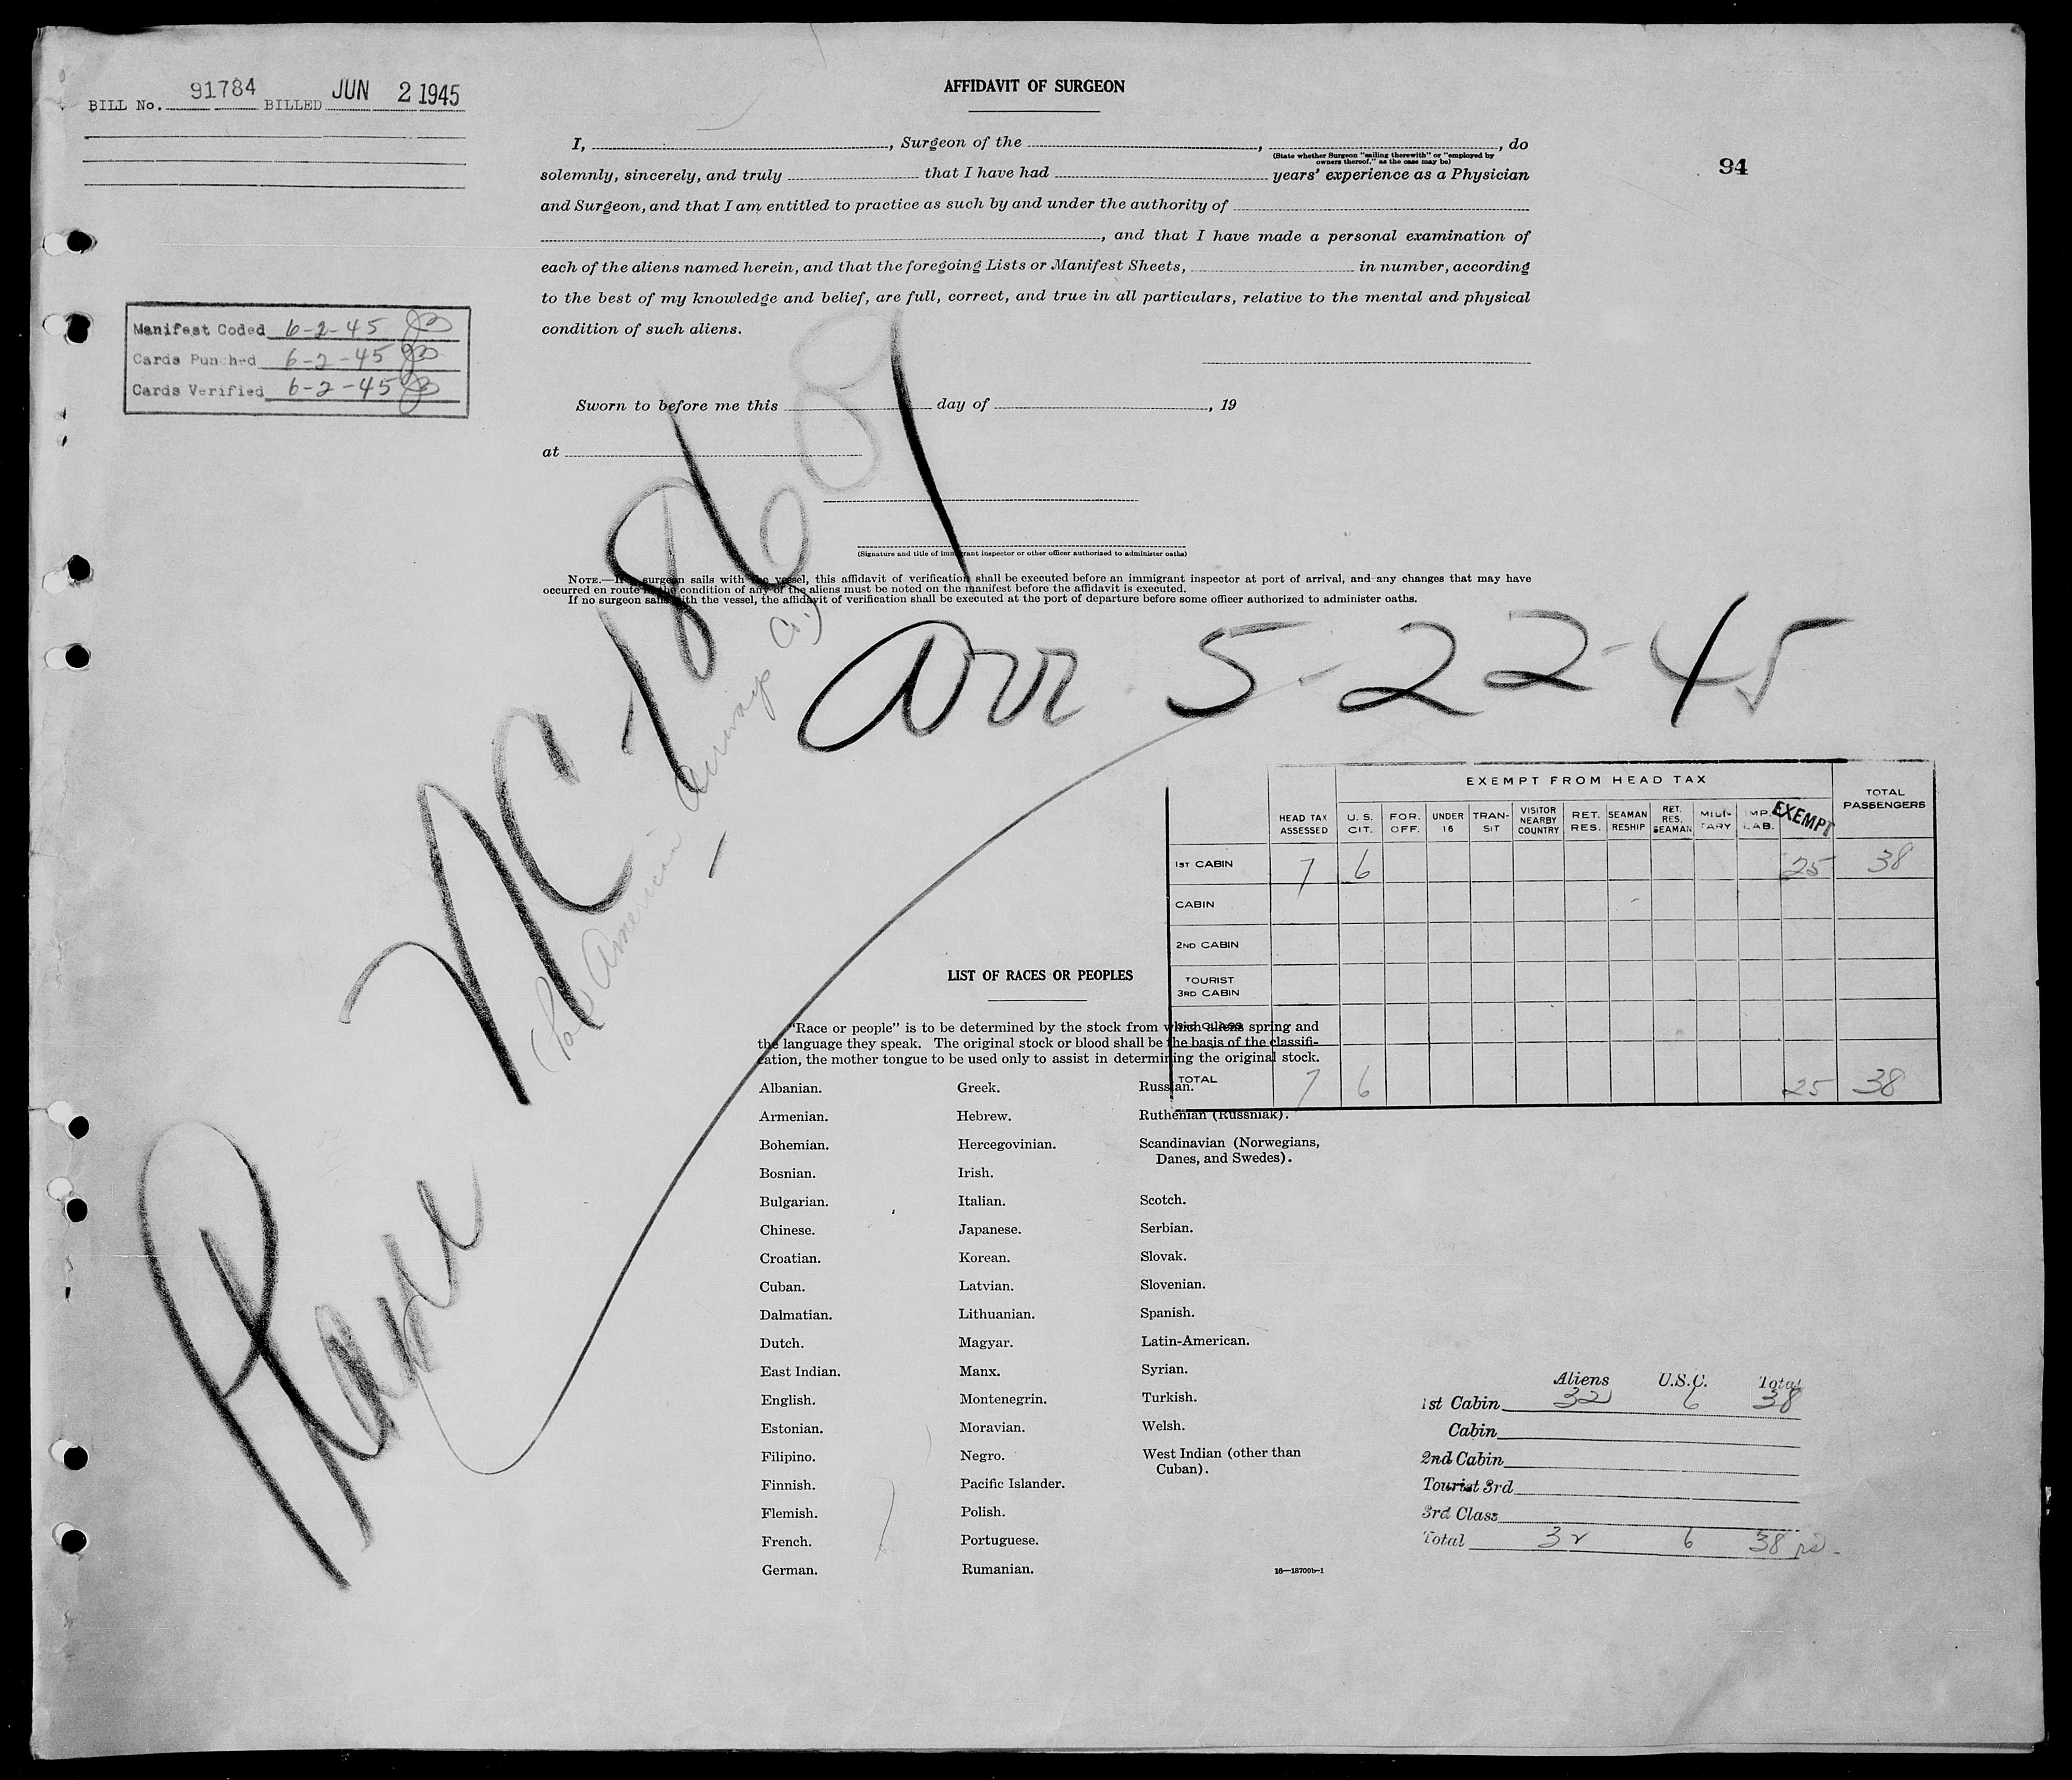 BILL No. 91784 BILLED JUN 2 1945
AFFIDAVIT OF SURGEON
94
I, , Surgeon of the , , do
(State whether Surgeon "sailing therewith" or "employed by
owners thereof," as the case may be)
solemnly, sincerely, and truly that I have had years' experience as a Physician
and Surgeon, and that I am entitled to practice as such by and under the authority of
, and that I have made a personal examination of
each of the aliens named herein, and that the foregoing Lists or Manifest Sheets, in number, according
to the best of my knowledge and belief, are full, correct, and true in all particulars, relative to the mental and physical
condition of such aliens.
Manifest Coded 6-2-45
Cards Punched 6-2-45
Cards Verified 6-2-45
Sworn to before me this day of , 19
at
(Signature and title of immigrant inspector or other officer authorized to administer oaths)
NOTE.—If a surgeon sails with the vessel, this affidavit of verification shall be executed before an immigrant inspector at port of arrival, and any changes that may have
occurred en route in the condition of any of the aliens must be noted on the manifest before the affidavit is executed.
If no surgeon sails with the vessel, the affidavit of verification shall be executed at the port of departure before some officer authorized to administer oaths.
Plane NC-18609
(Pan American Airways Co.)
arr 5-22-45
EXEMPT FROM HEAD TAX
HEAD TAX ASSESSED U. S. CIT. FOR. OFF. UNDER 16 TRAN-SIT VISITOR NEARBY COUNTRY RET. RES. SEAMAN RESHIP RET. RES. SEAMAN MILI-TARY IMP. LAB. EXEMPT TOTAL PASSENGERS
1ST CABIN 7 6 25 38
CABIN
2ND CABIN
TOURIST
3RD CABIN
3RD CLASS
TOTAL 7 6 25 38
LIST OF RACES OR PEOPLES
"Race or people" is to be determined by the stock from which aliens spring and
the language they speak. The original stock or blood shall be the basis of the classifi-
cation, the mother tongue to be used only to assist in determining the original stock.
Albanian.
Armenian.
Bohemian.
Bosnian.
Bulgarian.
Chinese.
Croatian.
Cuban.
Dalmatian.
Dutch.
East Indian.
English.
Estonian.
Filipino.
Finnish.
Flemish.
French.
German.
Greek.
Hebrew.
Hercegovinian.
Irish.
Italian.
Japanese.
Korean.
Latvian.
Lithuanian.
Magyar.
Manx.
Montenegrin.
Moravian.
Negro.
Pacific Islander.
Polish.
Portuguese.
Rumanian.
Russian.
Ruthenian (Russniak).
Scandinavian (Norwegians,
Danes, and Swedes).
Scotch.
Serbian.
Slovak.
Slovenian.
Spanish.
Latin-American.
Syrian.
Turkish.
Welsh.
West Indian (other than
Cuban).
16—18700b-1
Aliens U.S.C. Total
1st Cabin 32 6 38
Cabin
2nd Cabin
Tourist 3rd
3rd Class
Total 32 6 38